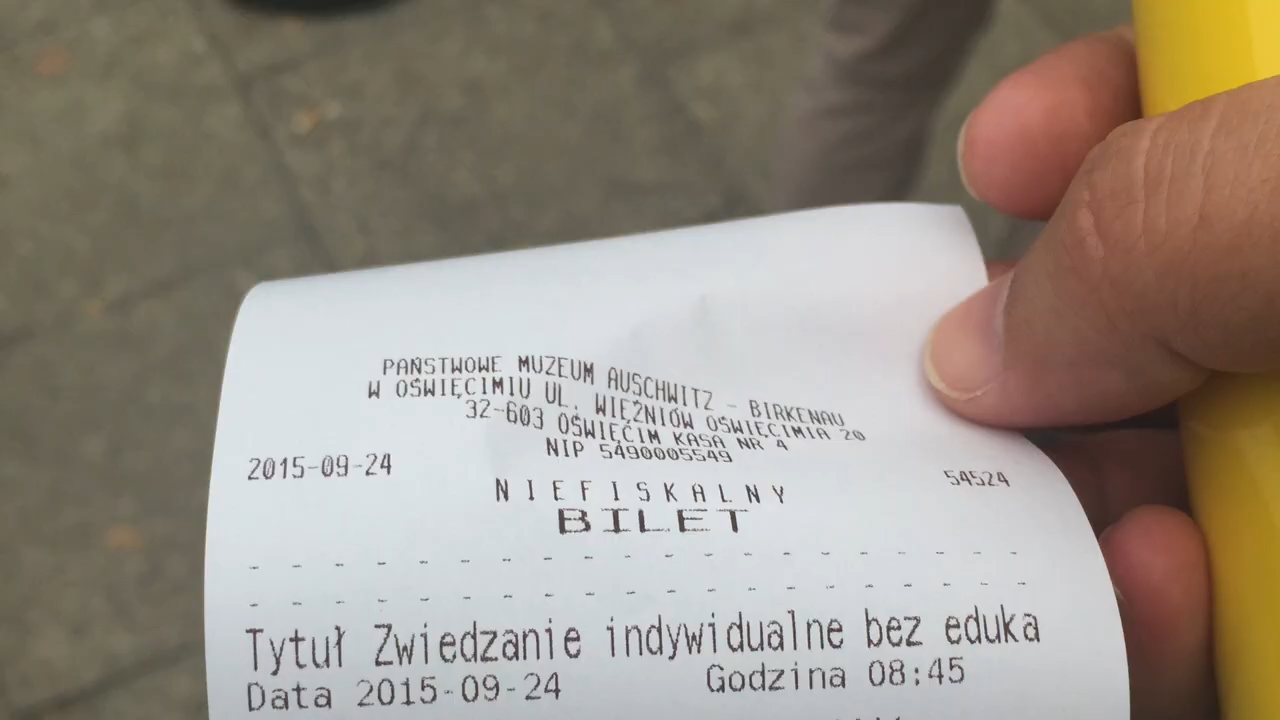 PAŃSTWOWE MUZEUM AUSCHWITZ - BIRKENAU
W OŚWIĘCIMIU UL. WIĘŹNIÓW OŚWIĘCIMIA 20
32-603 OŚWIĘCIM KASA NR 4
NIP 5490005549
2015-09-24 54524
NIEFISKALNY
BILET
- - - - - - - - - - - - - - - - - - -
- - - - - - - - - - - - - - - - - - -
Tytuł Zwiedzanie indywidualne bez eduka
Data 2015-09-24 Godzina 08:45